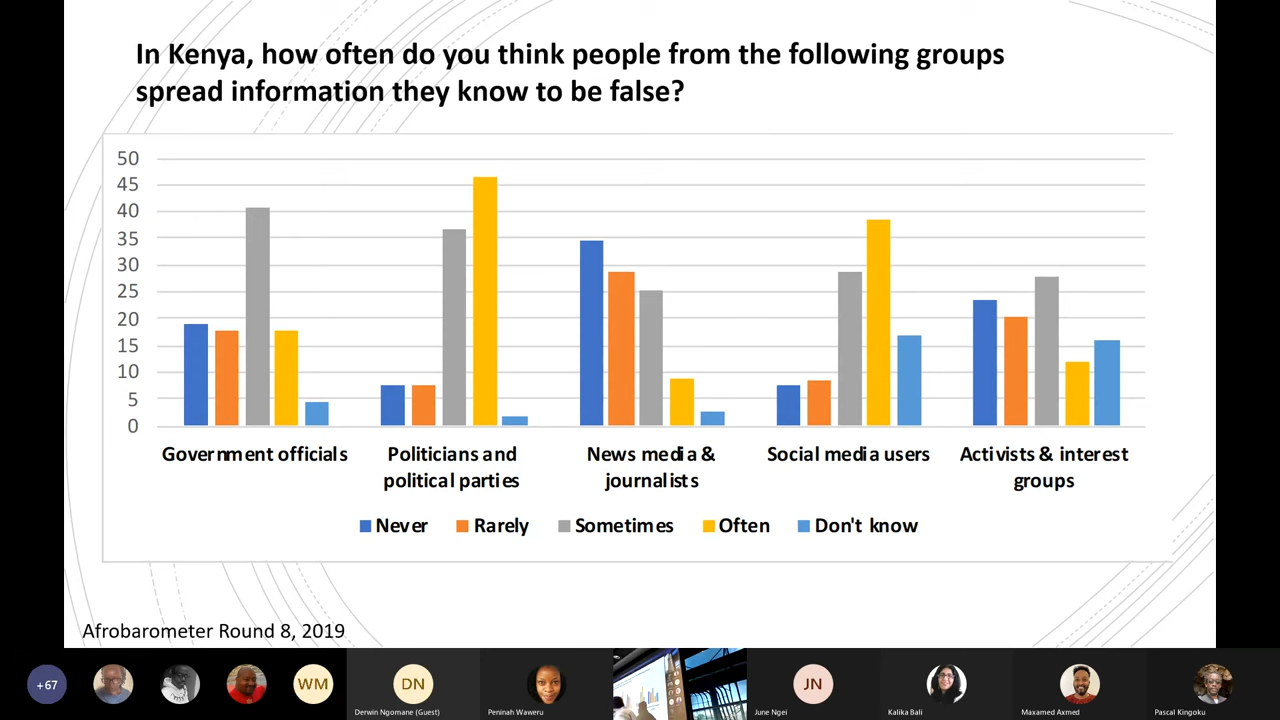 In Kenya, how often do you think people from the following groups
spread information they know to be false?
50
45
40
35
30
25
20
15
10
5
0
Government officials
Politicians and
political parties
News media &
journalists
Social media users
Activists & interest
groups
Never
Rarely
Sometimes
Often
Don't know
Afrobarometer Round 8, 2019
+67
WM
DN
JN
Derwin Ngomane (Guest)
Peninah Waweru
June Ngei
Kalika Bali
Maxamed Axmed
Pascal Kingoku